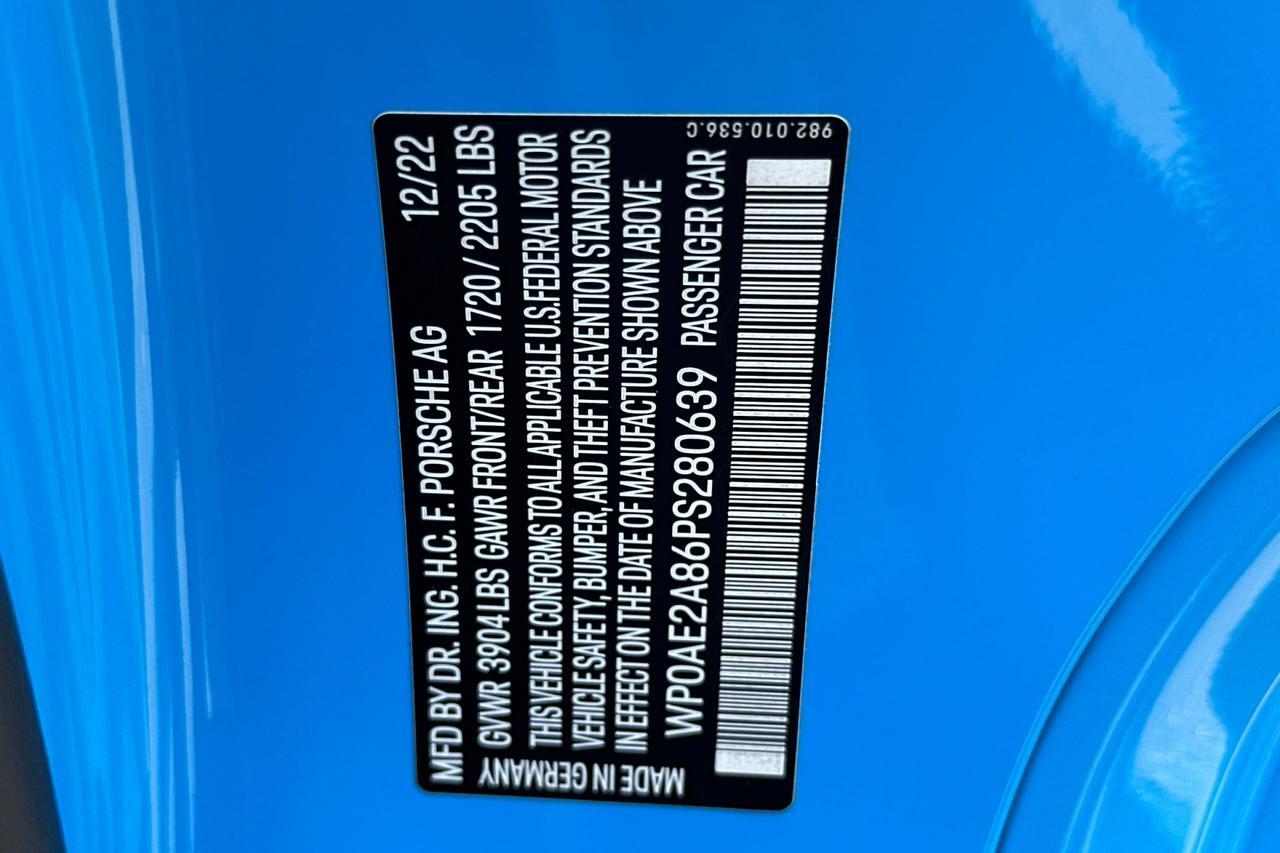 MFD BY DR. ING. H.C. F. PORSCHE AG 12/22
GVWR 3904 LBS GAWR FRONT/REAR 1720 / 2205 LBS
THIS VEHICLE CONFORMS TO ALL APPLICABLE U.S. FEDERAL MOTOR
VEHICLE SAFETY, BUMPER, AND THEFT PREVENTION STANDARDS
IN EFFECT ON THE DATE OF MANUFACTURE SHOWN ABOVE
WP0AE2A86PS280639 PASSENGER CAR
MADE IN GERMANY
982.010.536.C